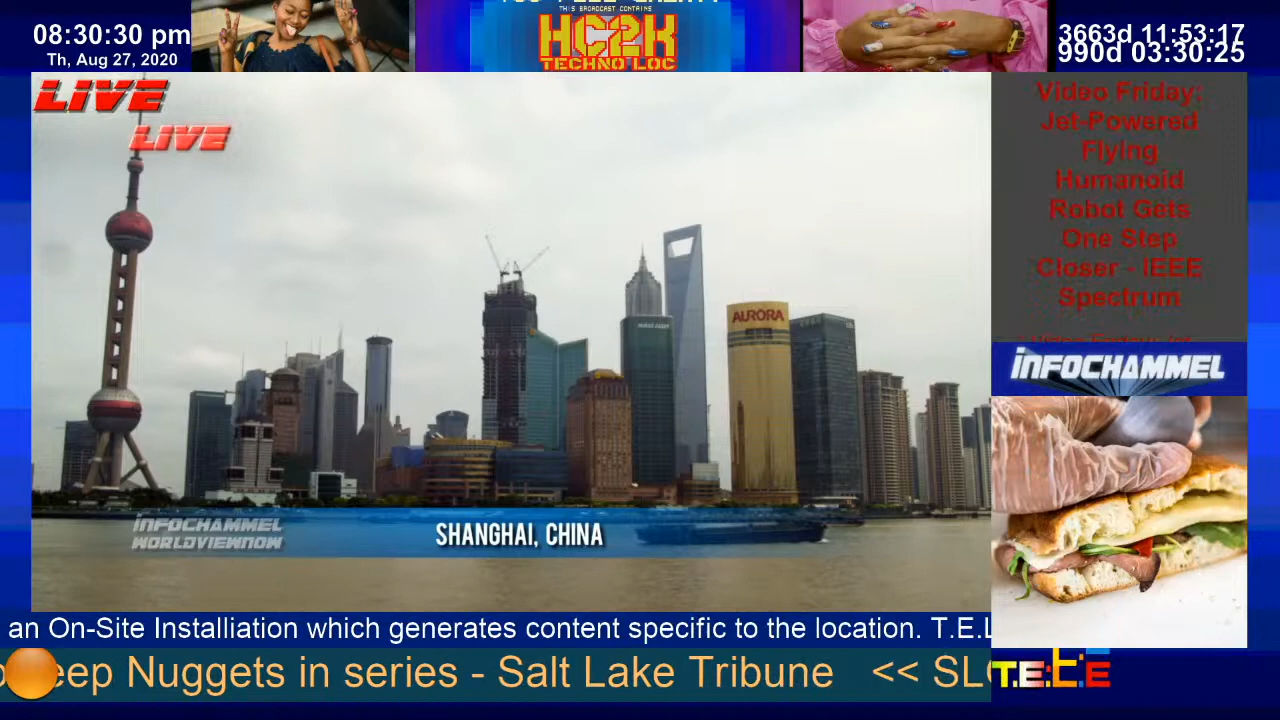 08:30:30 pm
Th, Aug 27, 2020
THIS BROADCAST CONTAINS
HC2K
TECHNO LOC
3663d 11:53:17
990d 03:30:25
LIVE
LIVE
Video Friday:
Jet-Powered
Flying
Humanoid
Robot Gets
One Step
Closer - IEEE
Spectrum
AURORA
INFOCHAMMEL
INFOCHAMMEL
WORLDVIEWNOW
SHANGHAI, CHINA
an On-Site Installiation which generates content specific to the location. T.E.L
eep Nuggets in series - Salt Lake Tribune << SL
T.E.L.E